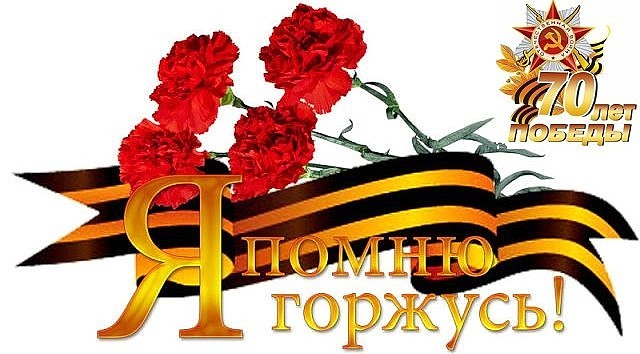 70 лет
ПОБЕДЫ
Я помню
горжусь!